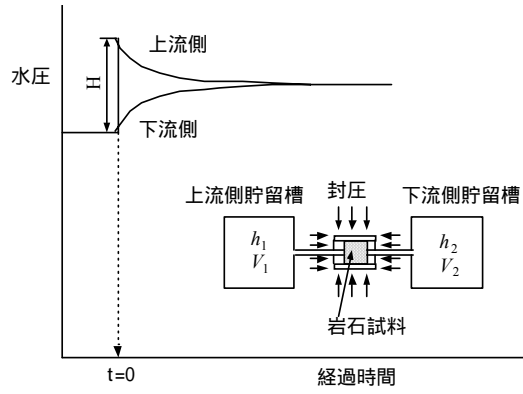 上流側
水圧
H
下流側
上流側貯留槽
封圧
下流側貯留槽
h₁
V₁
h₂
V₂
岩石試料
t=0
経過時間